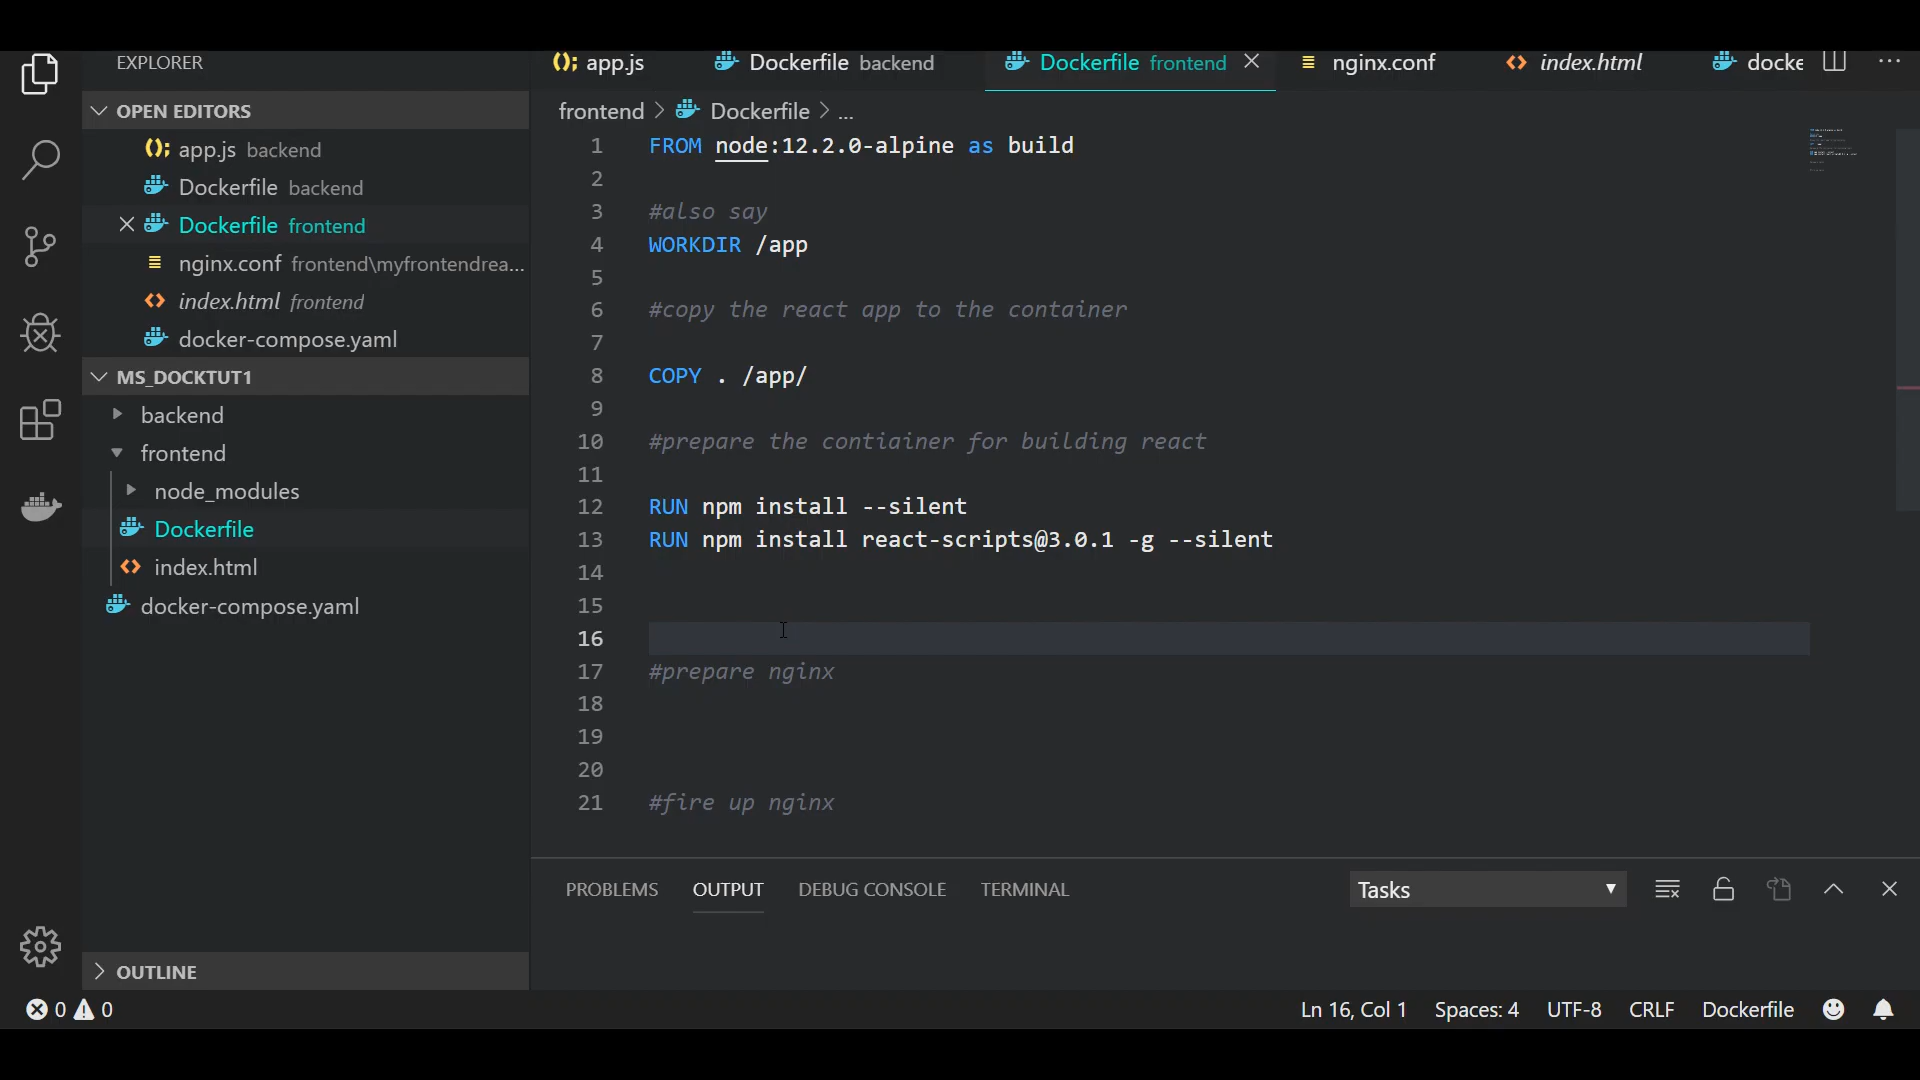 EXPLORER
OPEN EDITORS
app.js backend
Dockerfile backend
Dockerfile frontend
nginx.conf frontend\myfrontendrea...
index.html frontend
docker-compose.yaml
MS_DOCKTUT1
backend
frontend
node_modules
Dockerfile
index.html
docker-compose.yaml
OUTLINE
app.js Dockerfile backend Dockerfile frontend nginx.conf index.html docke ...
frontend > Dockerfile > ...
1 FROM node:12.2.0-alpine as build
2
3 #also say
4 WORKDIR /app
5
6 #copy the react app to the container
7
8 COPY . /app/
9
10 #prepare the contiainer for building react
11
12 RUN npm install --silent
13 RUN npm install react-scripts@3.0.1 -g --silent
14
15
16
17 #prepare nginx
18
19
20
21 #fire up nginx
PROBLEMS OUTPUT DEBUG CONSOLE TERMINAL Tasks
0 0 Ln 16, Col 1 Spaces: 4 UTF-8 CRLF Dockerfile